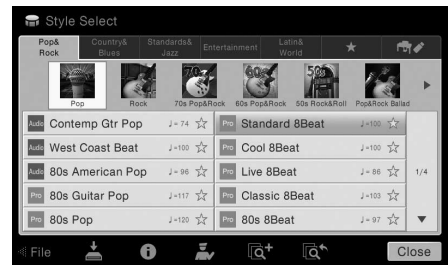 Style Select
Pop& Rock
Country& Blues
Standards& Jazz
Entertainment
Latin& World
Pop
Rock
70s Pop&Rock
60s Pop&Rock
50s Rock&Roll
Pop&Rock Ballad
Audio Contemp Gtr Pop ♩= 74
Pro Standard 8Beat ♩=100
Audio West Coast Beat ♩=100
Pro Cool 8Beat ♩=100
Audio 80s American Pop ♩= 96
Pro Live 8Beat ♩= 86
1/4
Pro 80s Guitar Pop ♩=117
Pro Classic 8Beat ♩=103
Pro 80s Pop ♩=120
Pro 80s 8Beat ♩= 97
File
Close